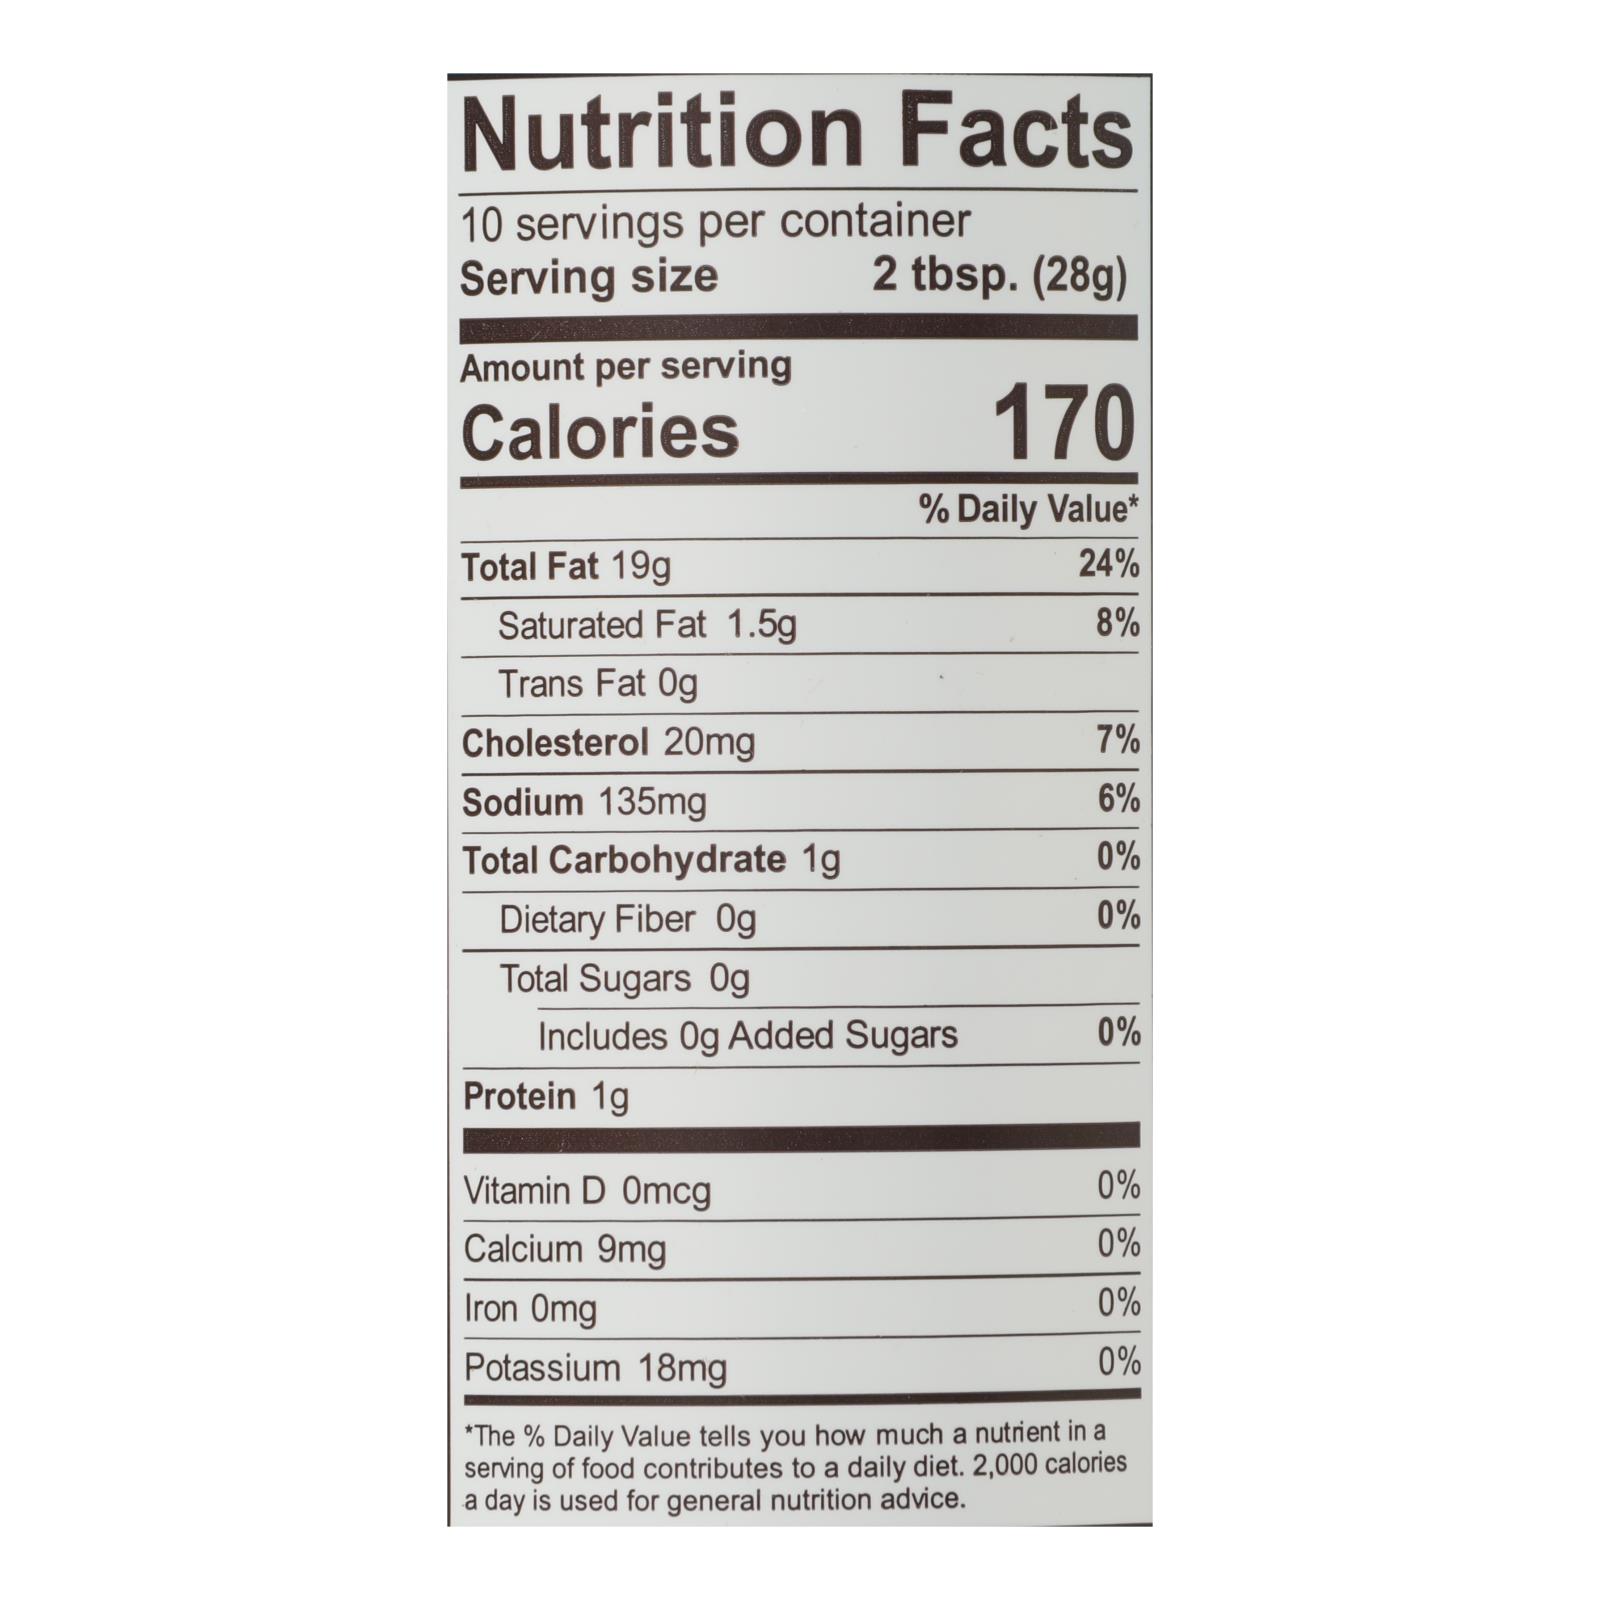 Nutrition Facts
10 servings per container
Serving size 2 tbsp. (28g)
Amount per serving
Calories 170
% Daily Value*
Total Fat 19g 24%
Saturated Fat 1.5g 8%
Trans Fat 0g
Cholesterol 20mg 7%
Sodium 135mg 6%
Total Carbohydrate 1g 0%
Dietary Fiber 0g 0%
Total Sugars 0g
Includes 0g Added Sugars 0%
Protein 1g
Vitamin D 0mcg 0%
Calcium 9mg 0%
Iron 0mg 0%
Potassium 18mg 0%
*The % Daily Value tells you how much a nutrient in a
serving of food contributes to a daily diet. 2,000 calories
a day is used for general nutrition advice.